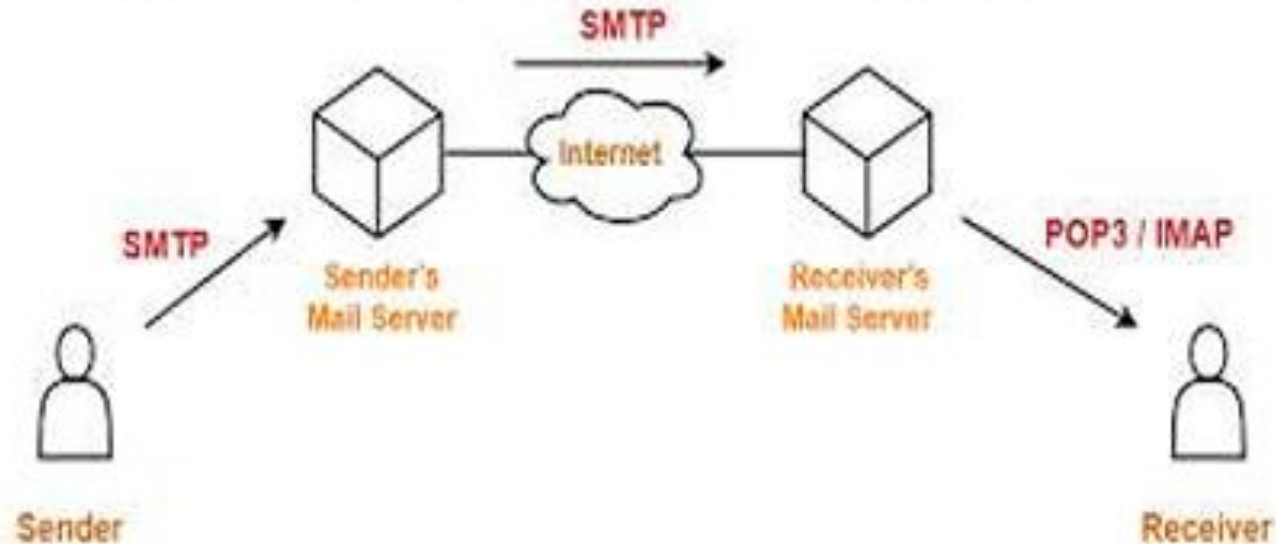 SMTP
Internet
SMTP
POP3 / IMAP
Sender's
Mail Server
Receiver's
Mail Server
Sender
Receiver